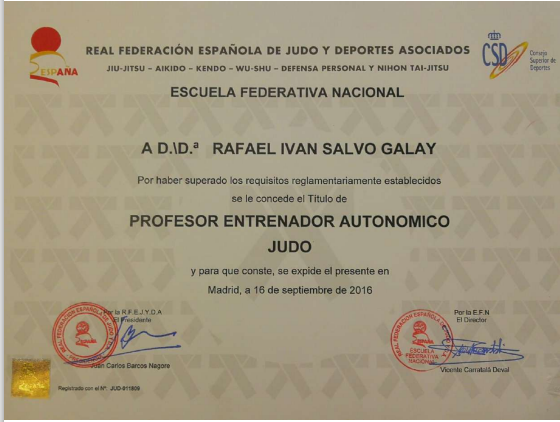 ESPAÑA
REAL FEDERACIÓN ESPAÑOLA DE JUDO Y DEPORTES ASOCIADOS
JIU-JITSU – AIKIDO – KENDO – WU-SHU – DEFENSA PERSONAL Y NIHON TAI-JITSU
CSD Consejo Superior de Deportes
ESCUELA FEDERATIVA NACIONAL
A D.\D.ª RAFAEL IVAN SALVO GALAY
Por haber superado los requisitos reglamentariamente establecidos
se le concede el Título de
PROFESOR ENTRENADOR AUTONOMICO
JUDO
y para que conste, se expide el presente en
Madrid, a 16 de septiembre de 2016
Por la R.F.E.J.Y.D.A.
El Presidente
Juan Carlos Barcos Nagore
Por la E.F.N
El Director
REAL FEDERACIÓN ESPAÑOLA
ESCUELA
FEDERATIVA
NACIONAL
Vicente Carratalá Deval
Registrado con el Nº: JUD-911809